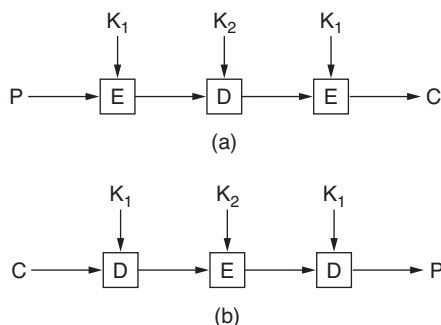 K₁ K₂ K₁
P E D E C
(a)
K₁ K₂ K₁
C D E D P
(b)